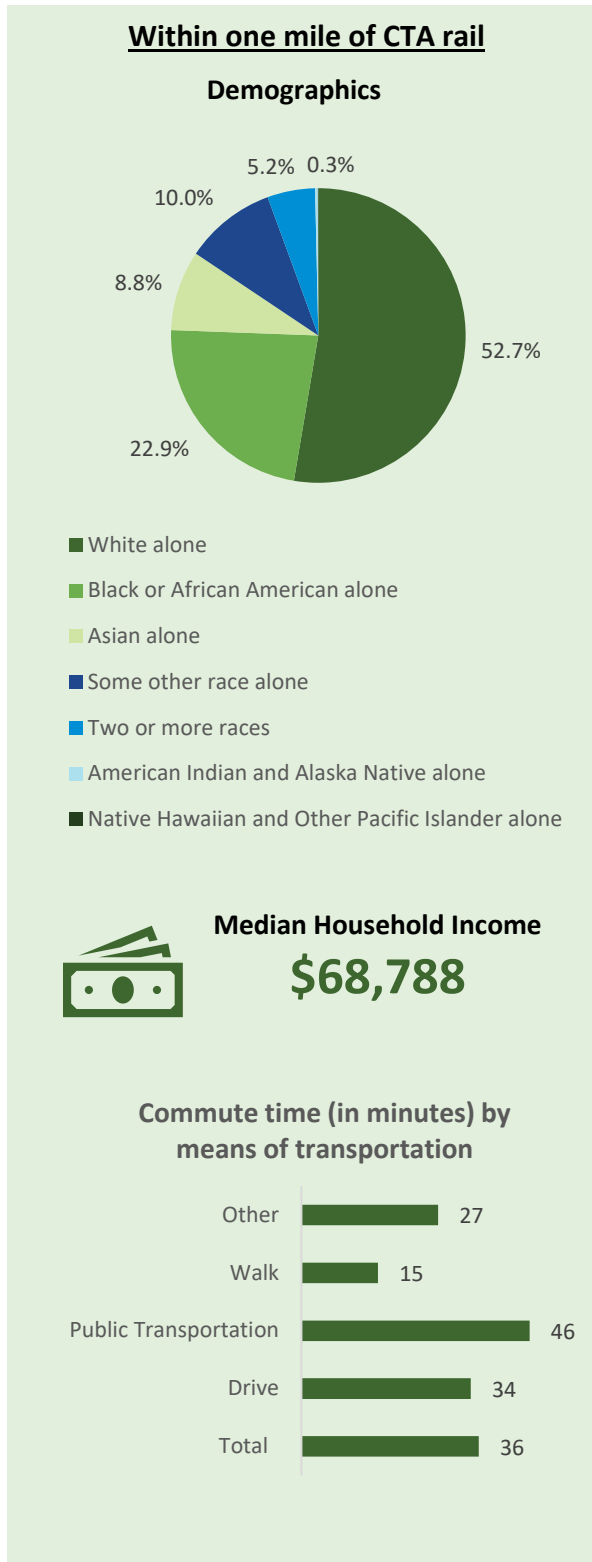 Within one mile of CTA rail
Demographics
5.2%
0.3%
10.0%
8.8%
52.7%
22.9%
White alone
Black or African American alone
Asian alone
Some other race alone
Two or more races
American Indian and Alaska Native alone
Native Hawaiian and Other Pacific Islander alone
Median Household Income
$68,788
Commute time (in minutes) by
means of transportation
Other 27
Walk 15
Public Transportation 46
Drive 34
Total 36